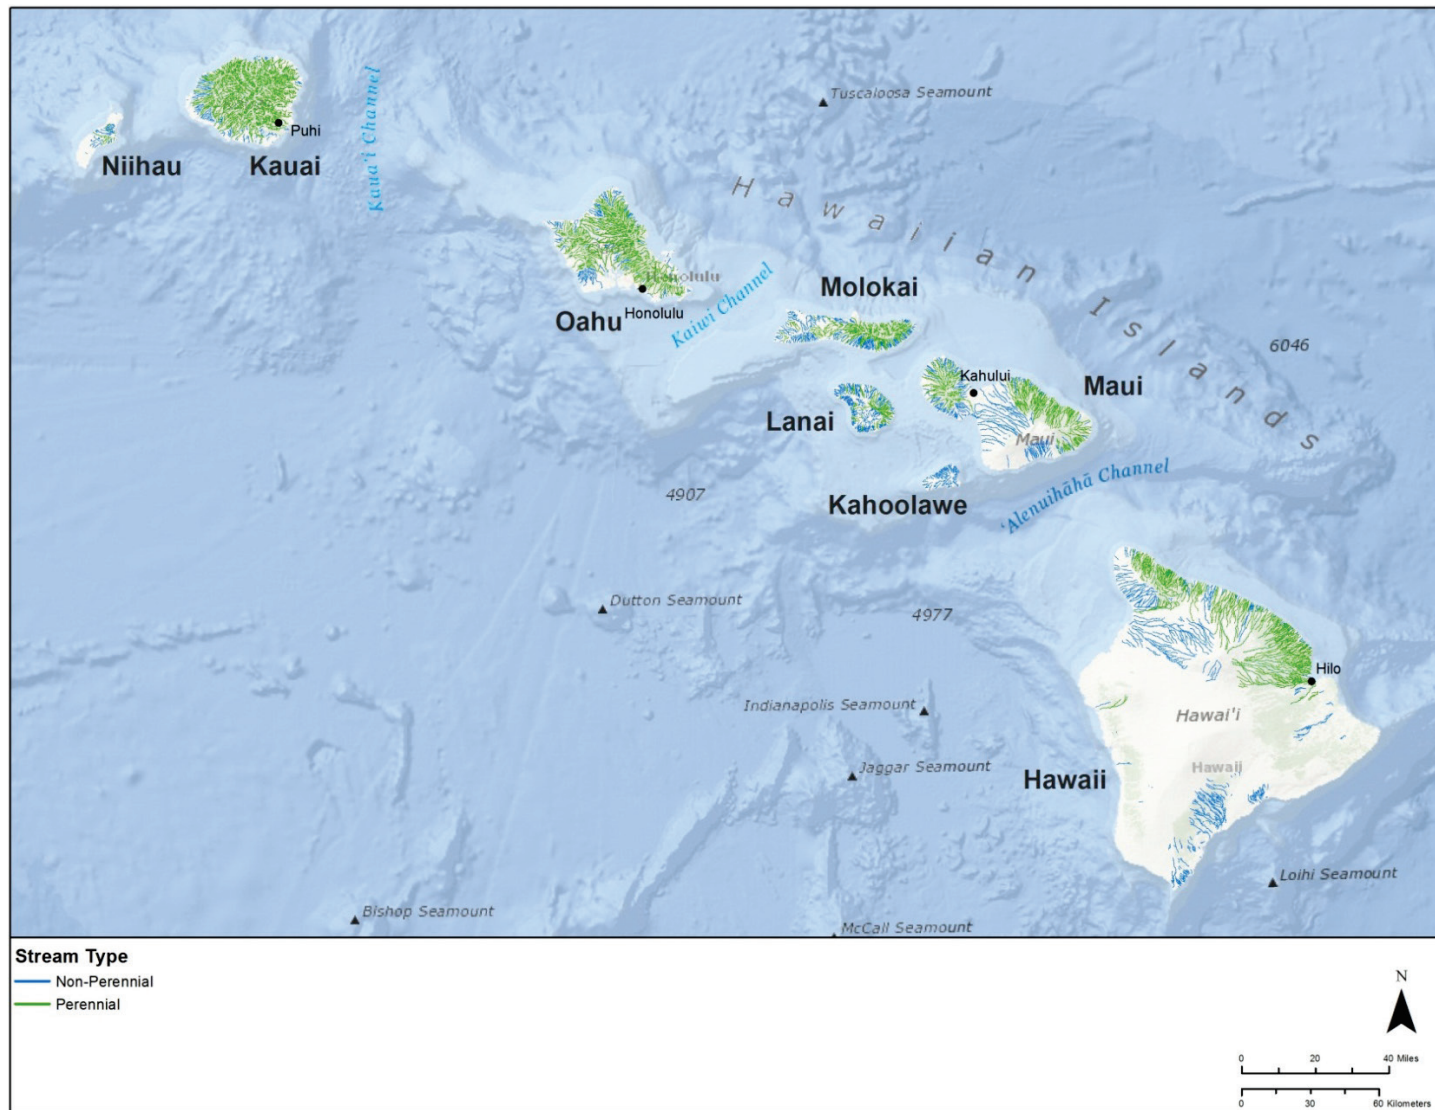 Tuscaloosa Seamount
Puhi
Niihau
Kauai
Kaua'i Channel
Hawaiian Islands
Honolulu
Honolulu
Oahu
Kaiwi Channel
Molokai
6046
Kahului
Maui
Lanai
Maui
4907
Kahoolawe
'Alenuihāhā Channel
Dutton Seamount
4977
Hilo
Indianapolis Seamount
Hawai'i
Jaggar Seamount
Hawaii
Hawaii
Loihi Seamount
Bishop Seamount
McCall Seamount
Stream Type
Non-Perennial
Perennial
N
0 20 40 Miles
0 30 60 Kilometers